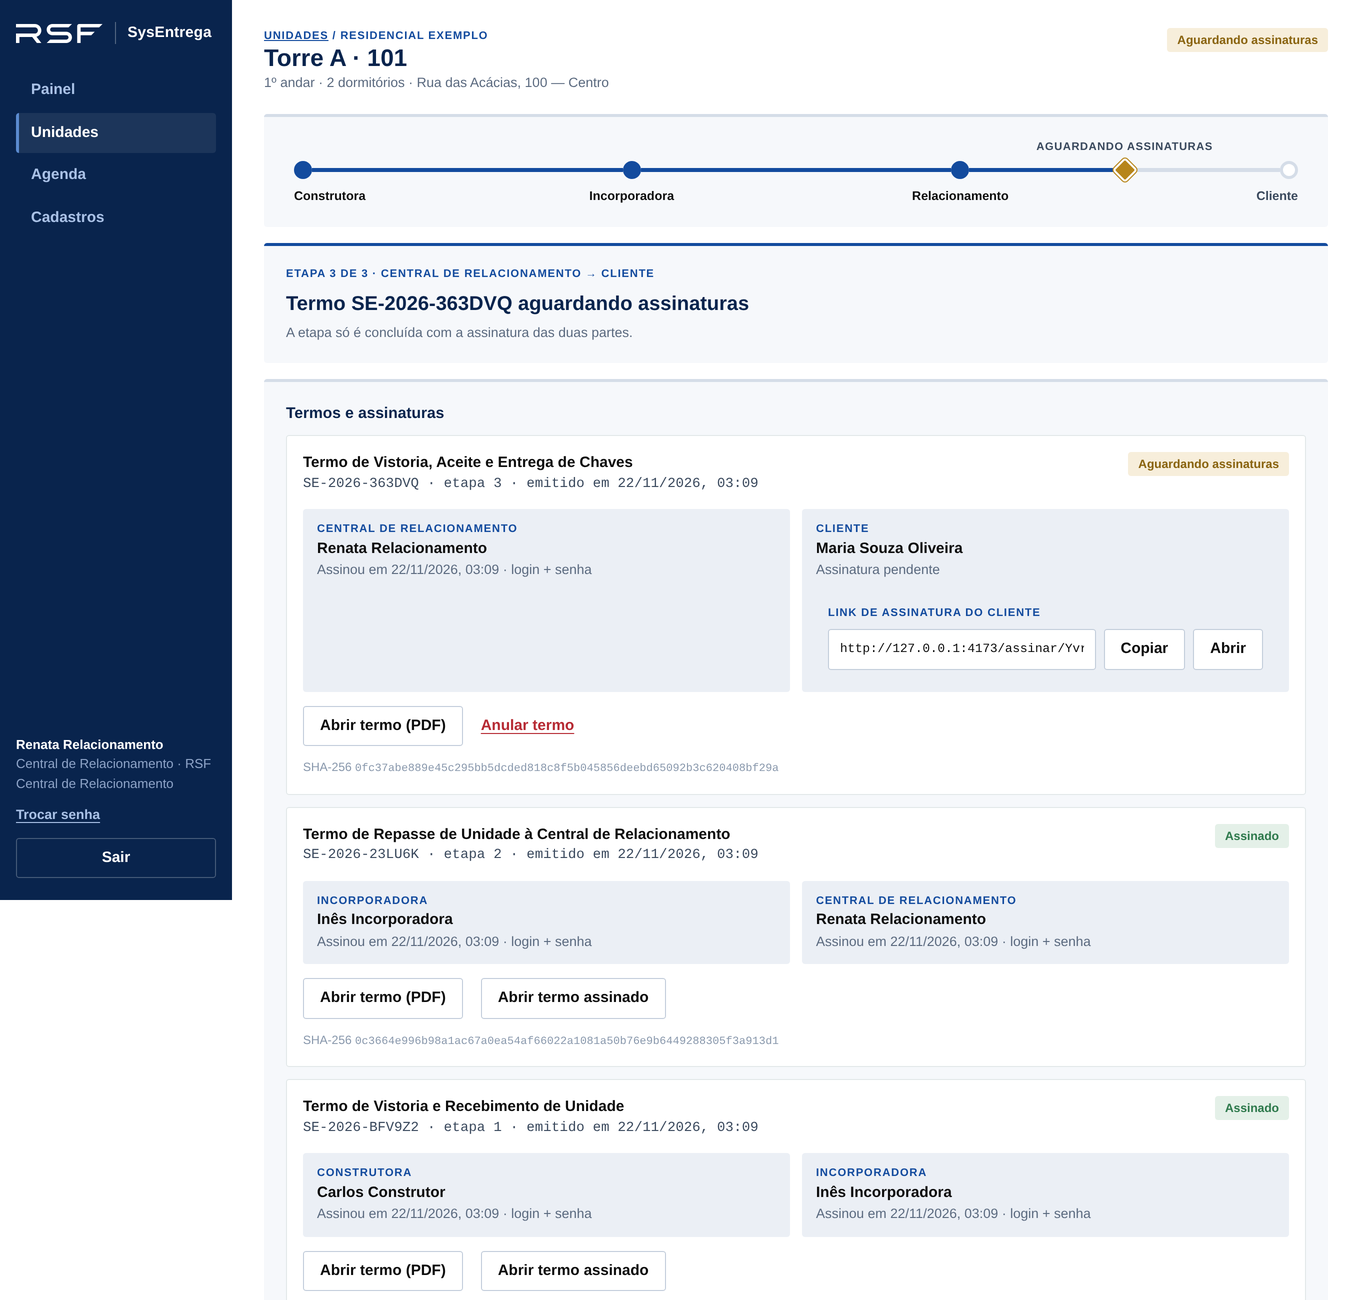 RSF | SysEntrega
Painel
Unidades
Agenda
Cadastros
Renata Relacionamento
Central de Relacionamento · RSF
Central de Relacionamento
Trocar senha
Sair
UNIDADES / RESIDENCIAL EXEMPLO
Torre A · 101
1º andar · 2 dormitórios · Rua das Acácias, 100 — Centro
Aguardando assinaturas
AGUARDANDO ASSINATURAS
Construtora
Incorporadora
Relacionamento
Cliente
ETAPA 3 DE 3 · CENTRAL DE RELACIONAMENTO → CLIENTE
Termo SE-2026-363DVQ aguardando assinaturas
A etapa só é concluída com a assinatura das duas partes.
Termos e assinaturas
Termo de Vistoria, Aceite e Entrega de Chaves
SE-2026-363DVQ · etapa 3 · emitido em 22/11/2026, 03:09
Aguardando assinaturas
CENTRAL DE RELACIONAMENTO
Renata Relacionamento
Assinou em 22/11/2026, 03:09 · login + senha
CLIENTE
Maria Souza Oliveira
Assinatura pendente
LINK DE ASSINATURA DO CLIENTE
http://127.0.0.1:4173/assinar/Yvr
Copiar
Abrir
Abrir termo (PDF)
Anular termo
SHA-256 0fc37abe889e45c295bb5dcded818c8f5b045856deebd65092b3c620408bf29a
Termo de Repasse de Unidade à Central de Relacionamento
SE-2026-23LU6K · etapa 2 · emitido em 22/11/2026, 03:09
Assinado
INCORPORADORA
Inês Incorporadora
Assinou em 22/11/2026, 03:09 · login + senha
CENTRAL DE RELACIONAMENTO
Renata Relacionamento
Assinou em 22/11/2026, 03:09 · login + senha
Abrir termo (PDF)
Abrir termo assinado
SHA-256 0c3664e996b98a1ac67a0ea54af66022a1081a50b76e9b6449288305f3a913d1
Termo de Vistoria e Recebimento de Unidade
SE-2026-BFV9Z2 · etapa 1 · emitido em 22/11/2026, 03:09
Assinado
CONSTRUTORA
Carlos Construtor
Assinou em 22/11/2026, 03:09 · login + senha
INCORPORADORA
Inês Incorporadora
Assinou em 22/11/2026, 03:09 · login + senha
Abrir termo (PDF)
Abrir termo assinado